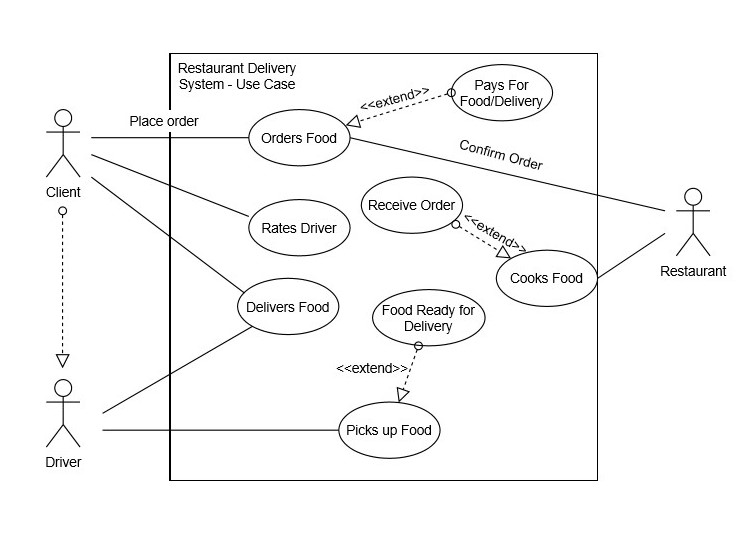 Restaurant Delivery
System - Use Case
Pays For
Food/Delivery
<<extend>>
Place order
Orders Food
Confirm Order
Client
Receive Order
<<extend>>
Rates Driver
Restaurant
Cooks Food
Delivers Food
Food Ready for
Delivery
<<extend>>
Picks up Food
Driver